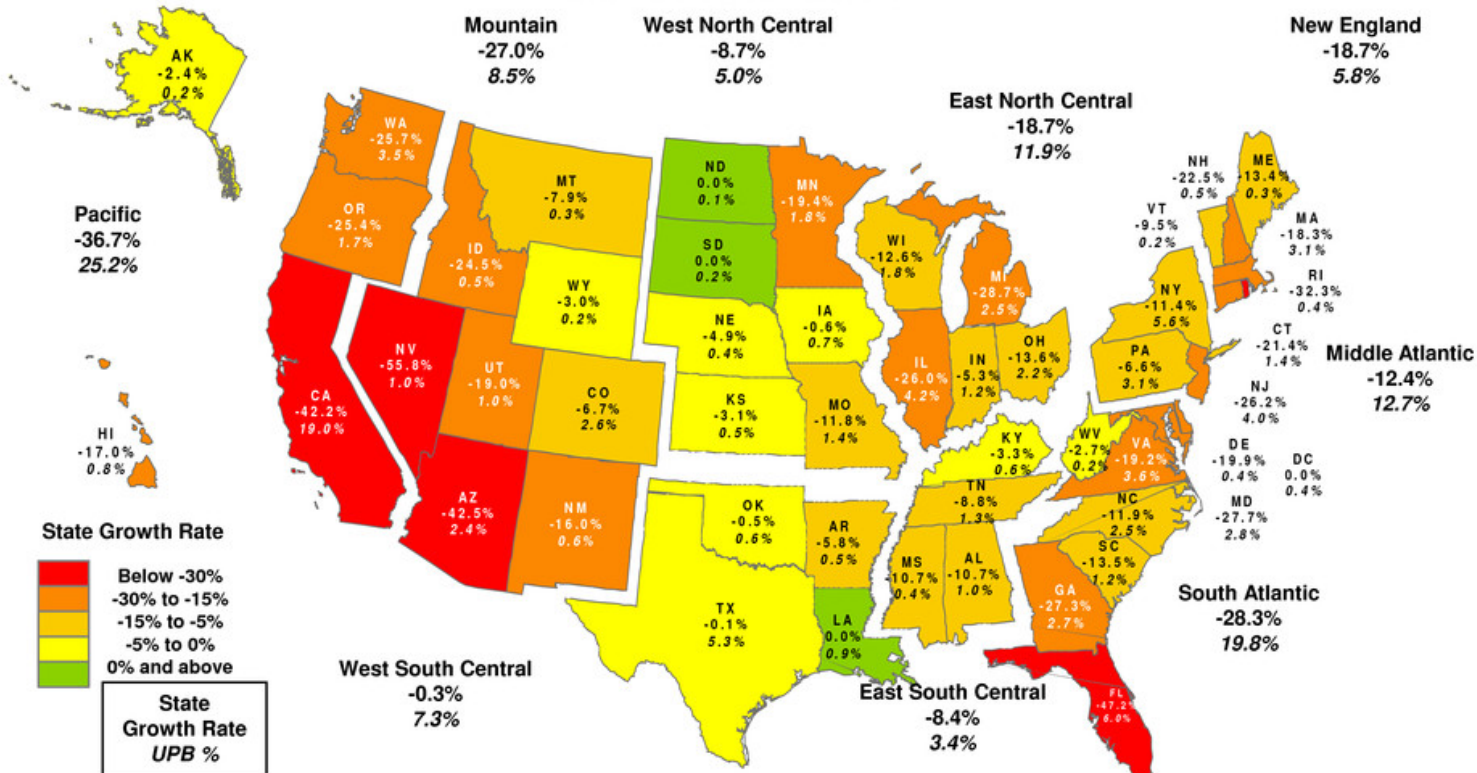 Mountain
-27.0%
8.5%
West North Central
-8.7%
5.0%
New England
-18.7%
5.8%
East North Central
-18.7%
11.9%
Pacific
-36.7%
25.2%
Middle Atlantic
-12.4%
12.7%
South Atlantic
-28.3%
19.8%
West South Central
-0.3%
7.3%
East South Central
-8.4%
3.4%
AK
-2.4%
0.2%
WA
-25.7%
3.5%
OR
-25.4%
1.7%
ID
-24.5%
0.5%
MT
-7.9%
0.3%
WY
-3.0%
0.2%
ND
0.0%
0.1%
SD
0.0%
0.2%
MN
-19.4%
1.8%
WI
-12.6%
1.8%
MI
-28.7%
2.5%
NH
-22.5%
0.5%
ME
-13.4%
0.3%
VT
-9.5%
0.2%
MA
-18.3%
3.1%
RI
-32.3%
0.4%
CT
-21.4%
1.4%
NY
-11.4%
5.6%
PA
-6.6%
3.1%
NJ
-26.2%
4.0%
DE
-19.9%
0.4%
DC
0.0%
0.4%
MD
-27.7%
2.8%
CA
-42.2%
19.0%
NV
-55.8%
1.0%
UT
-19.0%
1.0%
CO
-6.7%
2.6%
NE
-4.9%
0.4%
IA
-0.6%
0.7%
KS
-3.1%
0.5%
MO
-11.8%
1.4%
IL
-26.0%
4.2%
IN
-5.3%
1.2%
OH
-13.6%
2.2%
KY
-3.3%
0.6%
WV
-2.7%
0.2%
VA
-19.2%
3.6%
HI
-17.0%
0.8%
AZ
-42.5%
2.4%
NM
-16.0%
0.6%
OK
-0.5%
0.6%
AR
-5.8%
0.5%
TN
-8.8%
1.3%
NC
-11.9%
2.5%
SC
-13.5%
1.2%
MS
-10.7%
0.4%
AL
-10.7%
1.0%
GA
-27.3%
2.7%
TX
-0.1%
5.3%
LA
0.0%
0.9%
FL
-47.2%
6.0%
State Growth Rate
Below -30%
-30% to -15%
-15% to -5%
-5% to 0%
0% and above
State
Growth Rate
UPB %